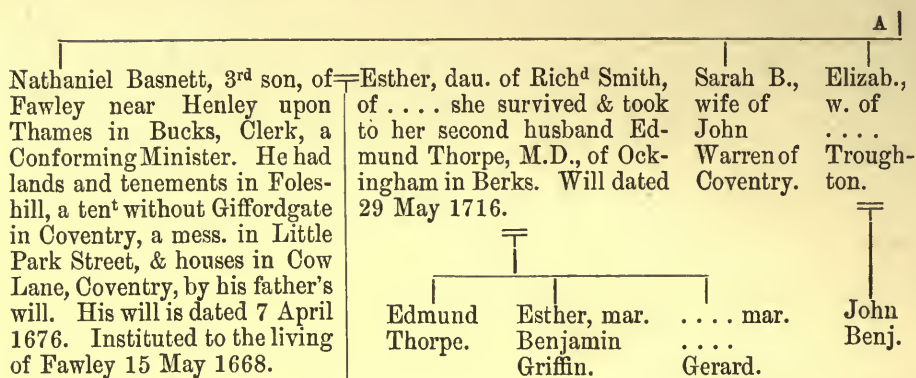 A
Nathaniel Basnett, 3rd son, of
Fawley near Henley upon
Thames in Bucks, Clerk, a
Conforming Minister. He had
lands and tenements in Foles-
hill, a tent without Giffordgate
in Coventry, a mess. in Little
Park Street, & houses in Cow
Lane, Coventry, by his father's
will. His will is dated 7 April
1676. Instituted to the living
of Fawley 15 May 1668.
Esther, dau. of Richd Smith,
of .... she survived & took
to her second husband Ed-
mund Thorpe, M.D., of Ock-
ingham in Berks. Will dated
29 May 1716.
Sarah B.,
wife of
John
Warren of
Coventry.
Elizab.,
w. of
....
Trough-
ton.
Edmund
Thorpe.
Esther, mar.
Benjamin
Griffin.
.... mar.
....
Gerard.
John
Benj.